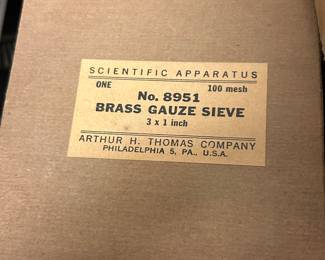 SCIENTIFIC APPARATUS
ONE 100 mesh
No. 8951
BRASS GAUZE SIEVE
3 x 1 inch
ARTHUR H. THOMAS COMPANY
PHILADELPHIA 5, PA., U.S.A.